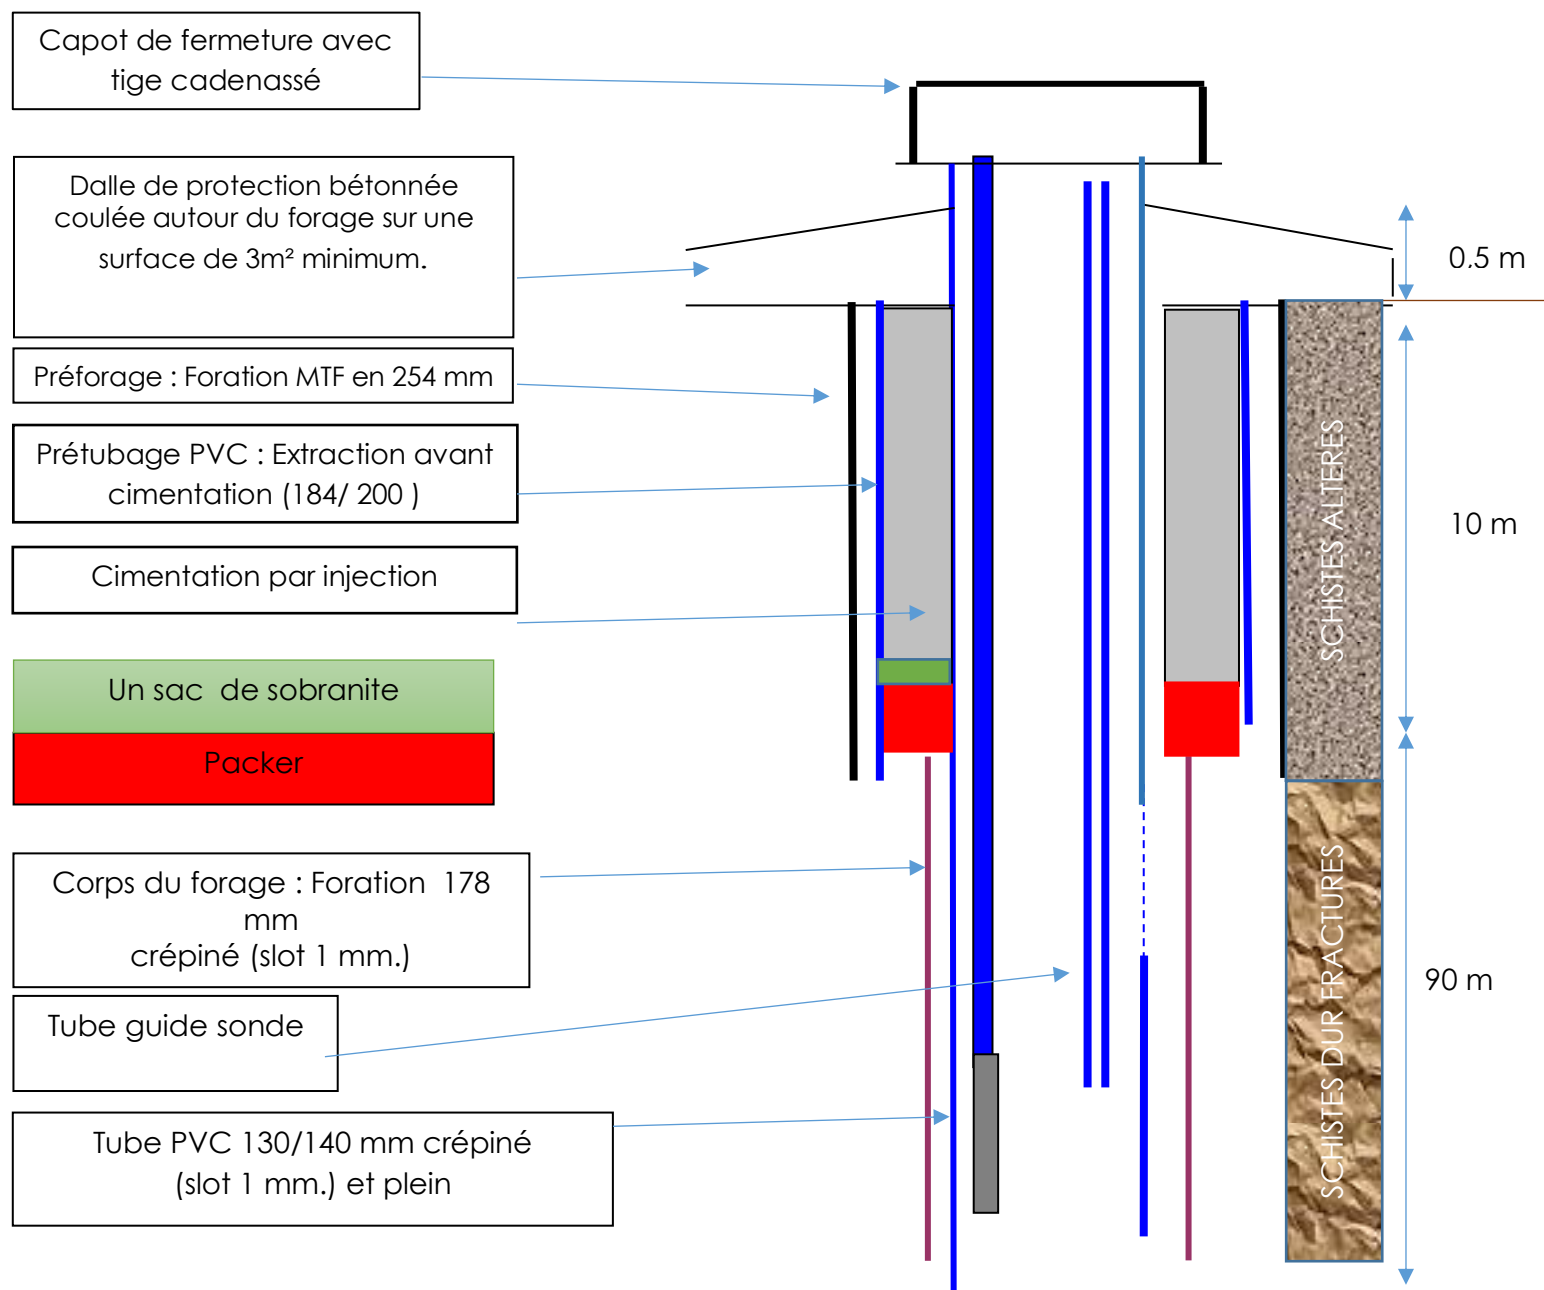 Capot de fermeture avec
tige cadenassé
Dalle de protection bétonnée
coulée autour du forage sur une
surface de 3m² minimum.
Préforage : Foration MTF en 254 mm
Prétubage PVC : Extraction avant
cimentation (184/ 200 )
Cimentation par injection
Un sac de sobranite
Packer
Corps du forage : Foration 178
mm
crépiné (slot 1 mm.)
Tube guide sonde
Tube PVC 130/140 mm crépiné
(slot 1 mm.) et plein
0,5 m
10 m
90 m
SCHISTES ALTERES
SCHISTES DUR FRACTURES